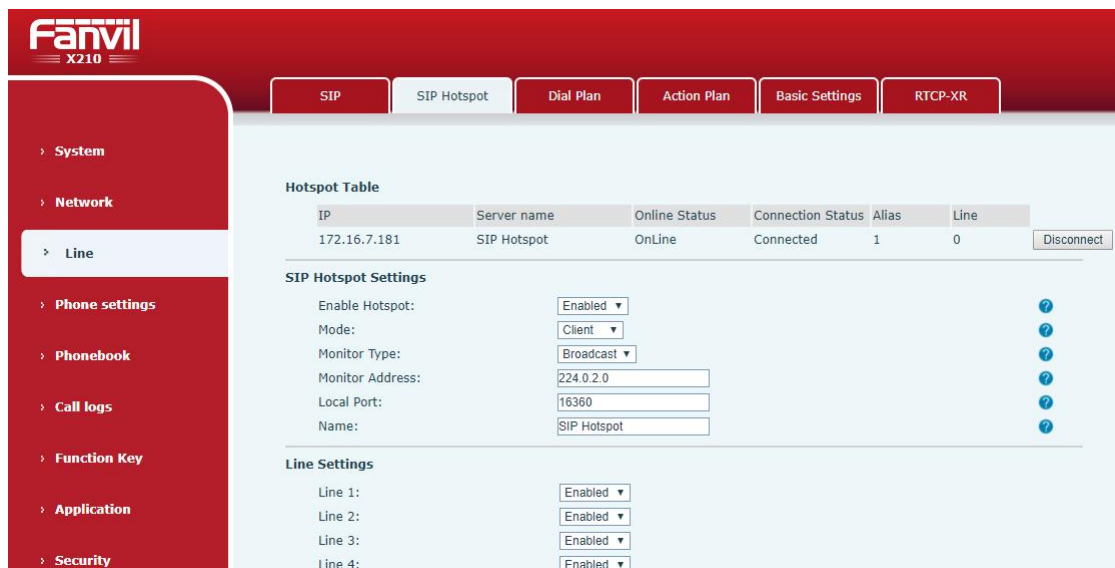 Fanvil
X210
SIP
SIP Hotspot
Dial Plan
Action Plan
Basic Settings
RTCP-XR
› System
› Network
› Line
› Phone settings
› Phonebook
› Call logs
› Function Key
› Application
› Security
Hotspot Table
IP Server name Online Status Connection Status Alias Line
172.16.7.181 SIP Hotspot OnLine Connected 1 0 Disconnect
SIP Hotspot Settings
Enable Hotspot: Enabled
Mode: Client
Monitor Type: Broadcast
Monitor Address: 224.0.2.0
Local Port: 16360
Name: SIP Hotspot
Line Settings
Line 1: Enabled
Line 2: Enabled
Line 3: Enabled
Line 4: Enabled